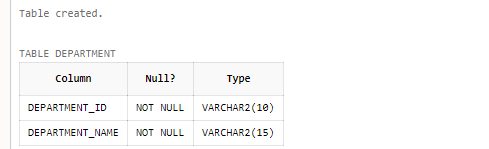 Table created.
TABLE DEPARTMENT
Column Null? Type
DEPARTMENT_ID NOT NULL VARCHAR2(10)
DEPARTMENT_NAME NOT NULL VARCHAR2(15)